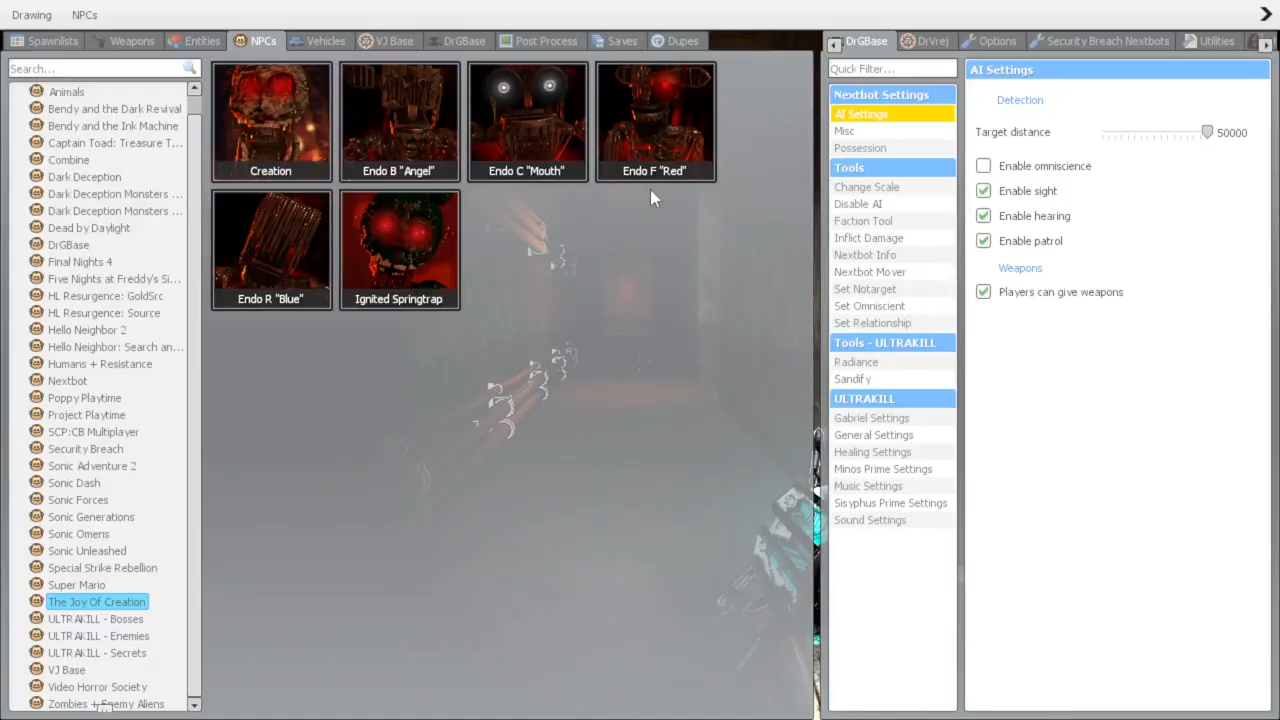 Drawing NPCs
Spawnlists Weapons Entities NPCs Vehicles VJ Base DrGBase Post Process Saves Dupes
Search...
Animals
Bendy and the Dark Revival
Bendy and the Ink Machine
Captain Toad: Treasure T...
Combine
Dark Deception
Dark Deception Monsters ...
Dark Deception Monsters ...
Dead by Daylight
DrGBase
Final Nights 4
Five Nights at Freddy's Si...
HL Resurgence: GoldSrc
HL Resurgence: Source
Hello Neighbor 2
Hello Neighbor: Search an...
Humans + Resistance
Nextbot
Poppy Playtime
Project Playtime
SCP:CB Multiplayer
Security Breach
Sonic Adventure 2
Sonic Dash
Sonic Forces
Sonic Generations
Sonic Omens
Sonic Unleashed
Special Strike Rebellion
Super Mario
The Joy Of Creation
ULTRAKILL - Bosses
ULTRAKILL - Enemies
ULTRAKILL - Secrets
VJ Base
Video Horror Society
Zombies + Enemy Aliens
Creation
Endo B "Angel"
Endo C "Mouth"
Endo F "Red"
Endo R "Blue"
Ignited Springtrap
DrGBase DrVrej Options Security Breach Nextbots Utilities
Quick Filter...
Nextbot Settings
AI Settings
Misc
Possession
Tools
Change Scale
Disable AI
Faction Tool
Inflict Damage
Nextbot Info
Nextbot Mover
Set Notarget
Set Omniscient
Set Relationship
Tools - ULTRAKILL
Radiance
Sandify
ULTRAKILL
Gabriel Settings
General Settings
Healing Settings
Minos Prime Settings
Music Settings
Sisyphus Prime Settings
Sound Settings
AI Settings
Detection
Target distance 50000
Enable omniscience
Enable sight
Enable hearing
Enable patrol
Weapons
Players can give weapons